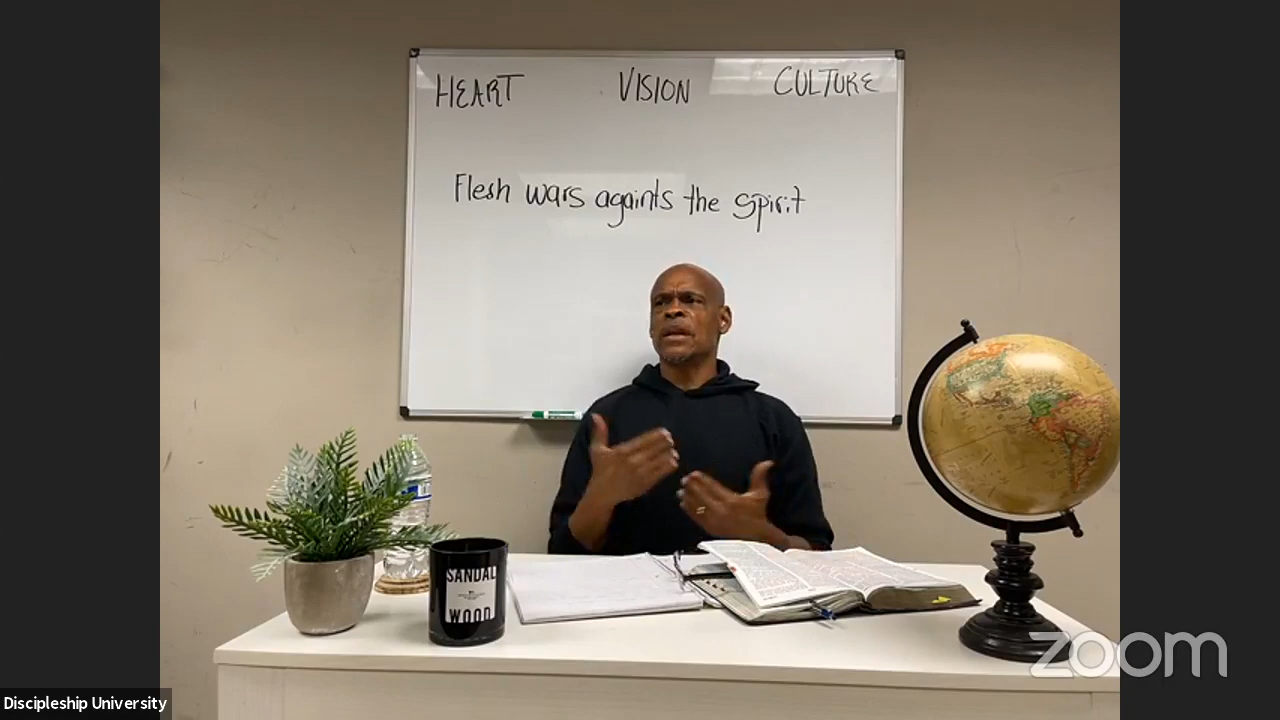 HEART VISION CULTURE
Flesh wars againts the spirit
SANDAL
WOOD
zoom
Discipleship University